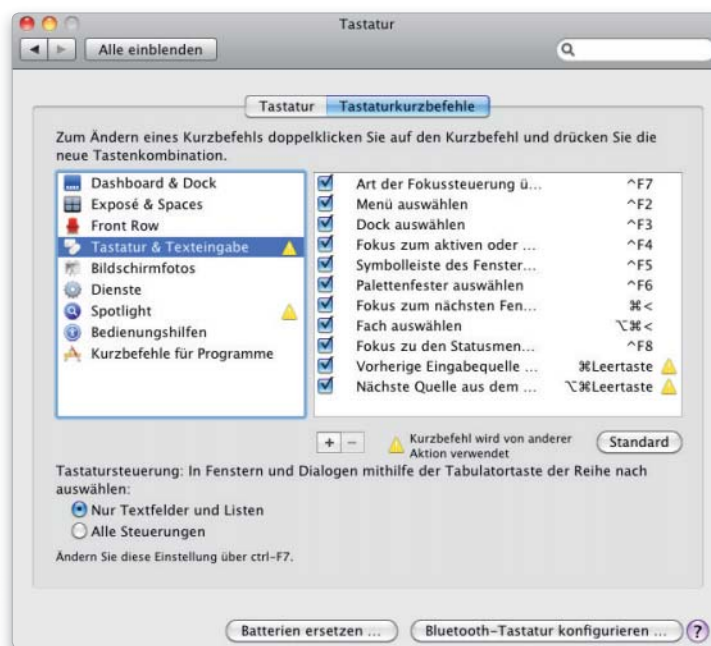 Tastatur
Alle einblenden
Tastatur Tastaturkurzbefehle
Zum Ändern eines Kurzbefehls doppelklicken Sie auf den Kurzbefehl und drücken Sie die
neue Tastenkombination.
Dashboard & Dock
Exposé & Spaces
Front Row
Tastatur & Texteingabe
Bildschirmfotos
Dienste
Spotlight
Bedienungshilfen
Kurzbefehle für Programme
Art der Fokussteuerung ü... ^F7
Menü auswählen ^F2
Dock auswählen ^F3
Fokus zum aktiven oder ... ^F4
Symbolleiste des Fenster... ^F5
Palettenfester auswählen ^F6
Fokus zum nächsten Fen... ⌘<
Fach auswählen ⌥⌘<
Fokus zu den Statusmen... ^F8
Vorherige Eingabequelle ... ⌘Leertaste
Nächste Quelle aus dem ... ⌥⌘Leertaste
+ −
Kurzbefehl wird von anderer
Aktion verwendet
Standard
Tastatursteuerung: In Fenstern und Dialogen mithilfe der Tabulatortaste der Reihe nach
auswählen:
Nur Textfelder und Listen
Alle Steuerungen
Ändern Sie diese Einstellung über ctrl-F7.
Batterien ersetzen ... Bluetooth-Tastatur konfigurieren ... ?